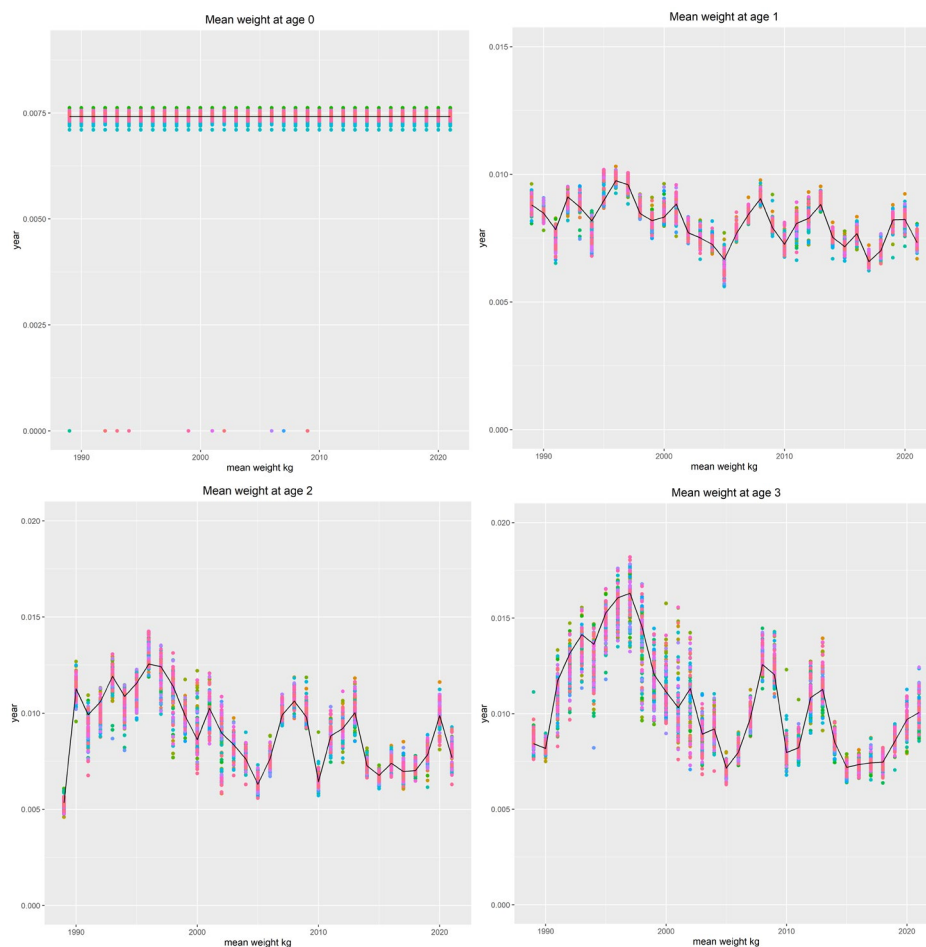 Mean weight at age 0
0.0075
0.0050
0.0025
0.0000
year
1990 2000 2010 2020
mean weight kg
Mean weight at age 1
0.015
0.010
0.005
0.000
year
1990 2000 2010 2020
mean weight kg
Mean weight at age 2
0.020
0.015
0.010
0.005
0.000
year
1990 2000 2010 2020
mean weight kg
Mean weight at age 3
0.020
0.015
0.010
0.005
0.000
year
1990 2000 2010 2020
mean weight kg